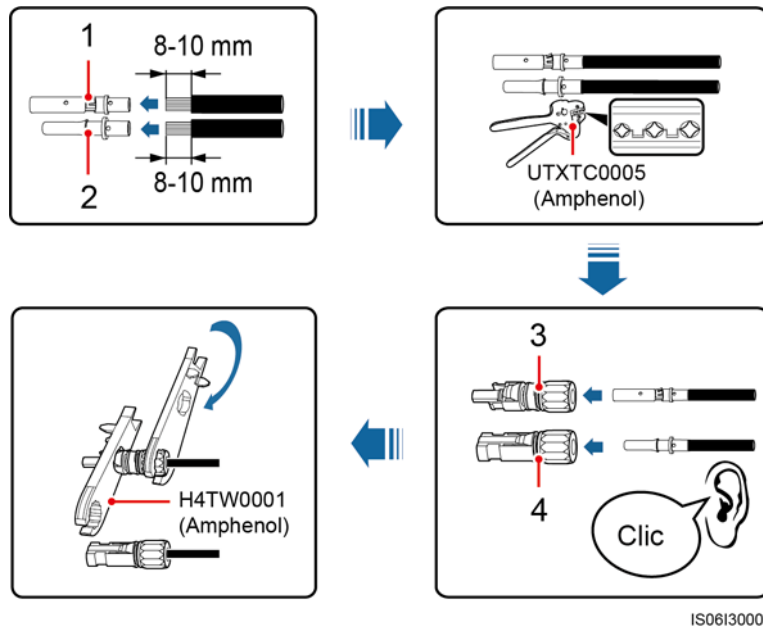 1
8-10 mm
2
8-10 mm
UTXTC0005
(Amphenol)
3
4
Clic
H4TW0001
(Amphenol)
IS06I3000